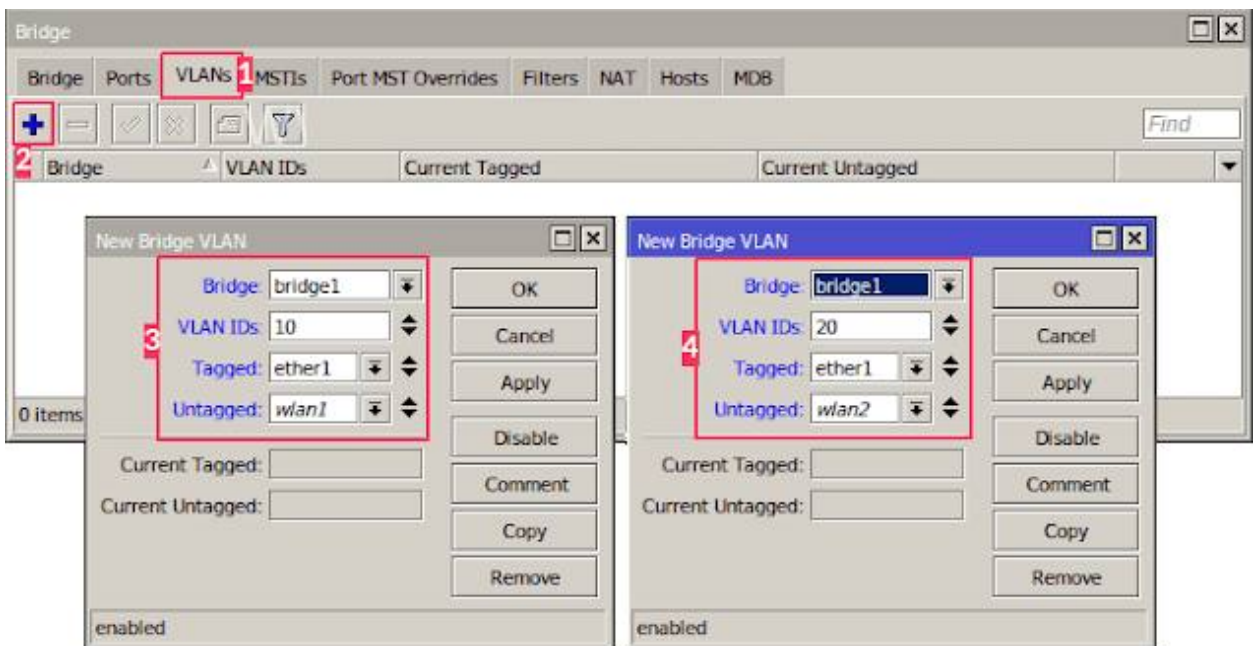 Bridge
Bridge Ports VLANs 1 MSTIs Port MST Overrides Filters NAT Hosts MDB
Find
2 Bridge VLAN IDs Current Tagged Current Untagged
0 items
New Bridge VLAN
3
Bridge: bridge1
VLAN IDs: 10
Tagged: ether1
Untagged: wlan1
Current Tagged:
Current Untagged:
OK
Cancel
Apply
Disable
Comment
Copy
Remove
enabled
New Bridge VLAN
4
Bridge: bridge1
VLAN IDs: 20
Tagged: ether1
Untagged: wlan2
Current Tagged:
Current Untagged:
OK
Cancel
Apply
Disable
Comment
Copy
Remove
enabled